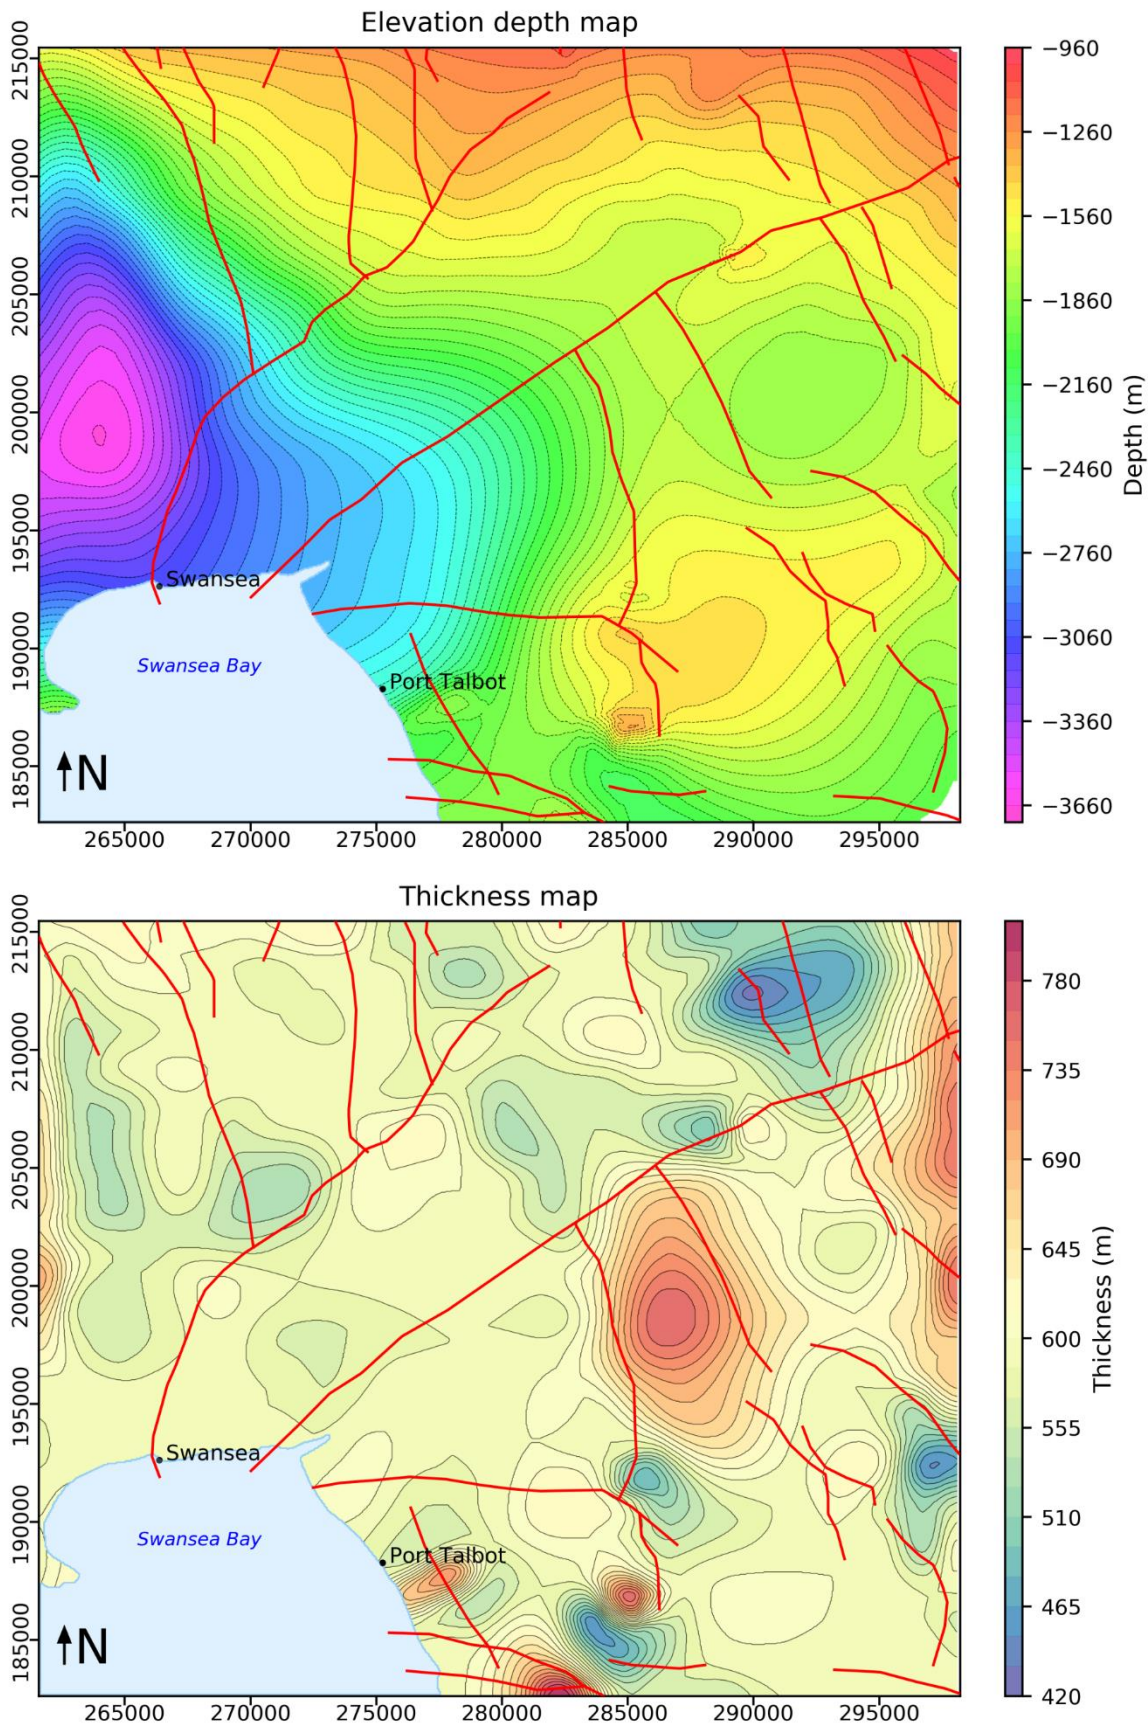 Elevation depth map
215000
210000
205000
200000
195000
190000
185000
Swansea
Swansea Bay
Port Talbot
N
265000 270000 275000 280000 285000 290000 295000
−960
−1260
−1560
−1860
−2160
−2460
−2760
−3060
−3360
−3660
Depth (m)
Thickness map
215000
210000
205000
200000
195000
190000
185000
Swansea
Swansea Bay
Port Talbot
N
265000 270000 275000 280000 285000 290000 295000
780
735
690
645
600
555
510
465
420
Thickness (m)